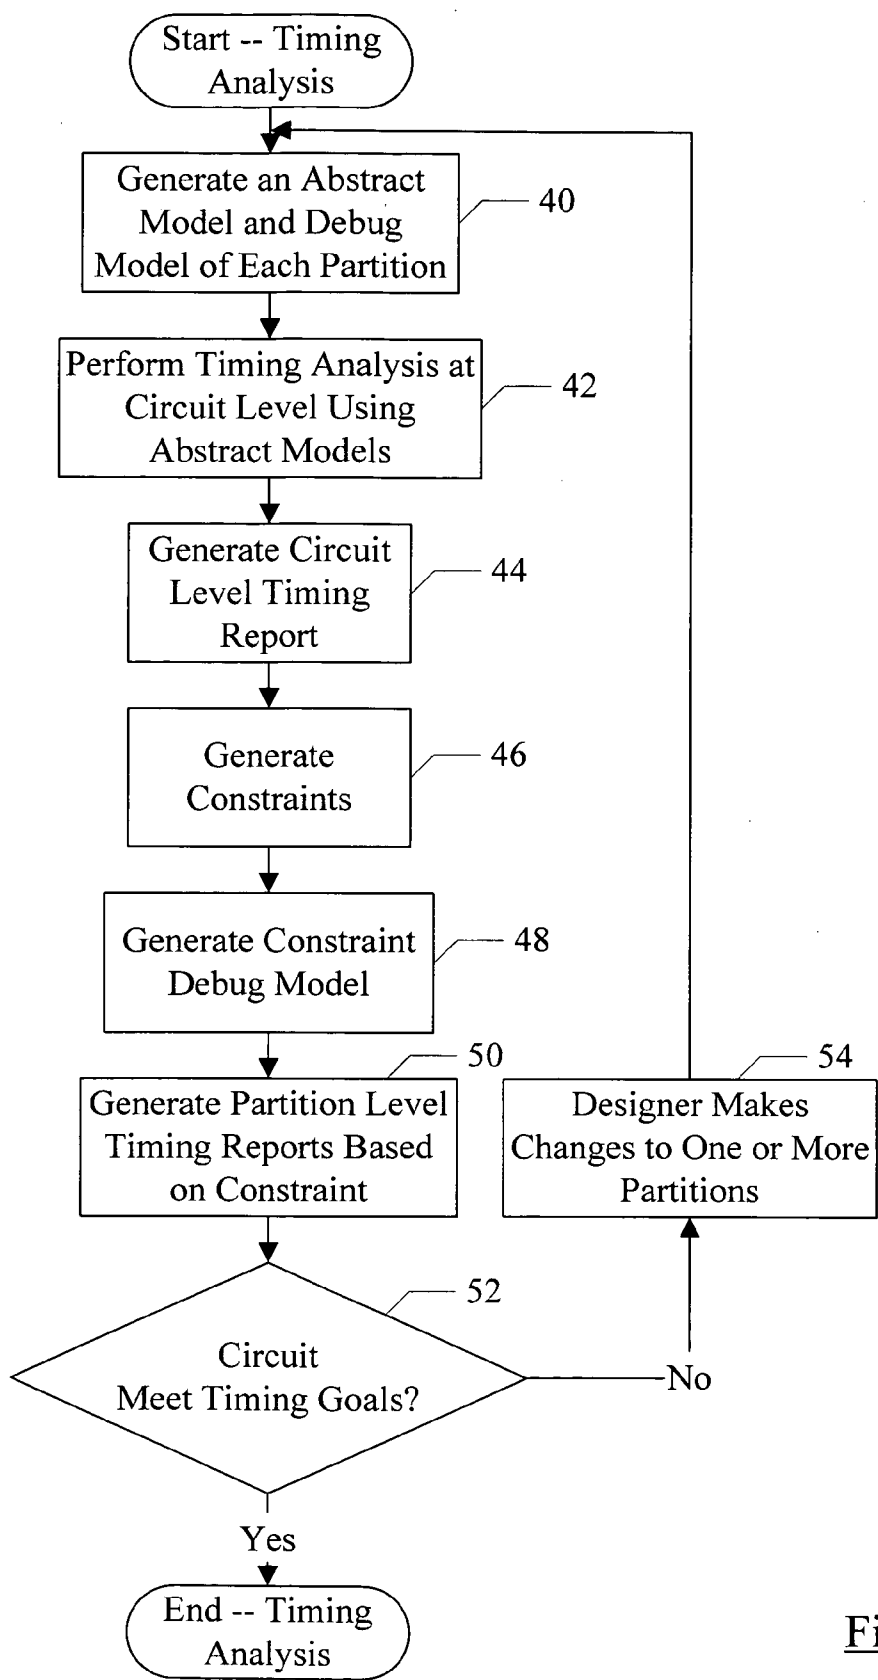 Start -- Timing
Analysis
Generate an Abstract
Model and Debug
Model of Each Partition
40
Perform Timing Analysis at
Circuit Level Using
Abstract Models
42
Generate Circuit
Level Timing
Report
44
Generate
Constraints
46
Generate Constraint
Debug Model
48
50
Generate Partition Level
Timing Reports Based
on Constraint
54
Designer Makes
Changes to One or More
Partitions
52
Circuit
Meet Timing Goals?
No
Yes
End -- Timing
Analysis